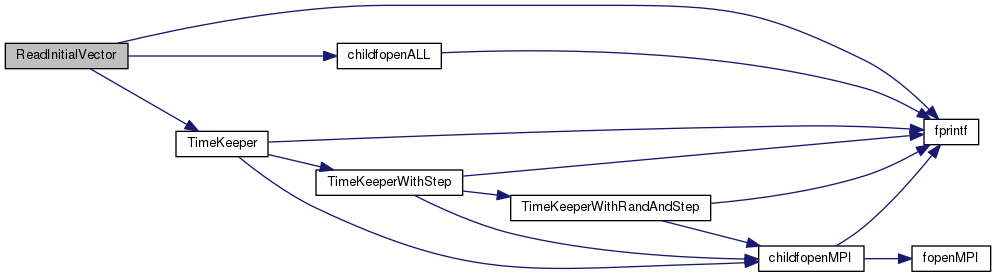 ReadInitialVector
childfopenALL
fprintf
TimeKeeper
TimeKeeperWithStep
TimeKeeperWithRandAndStep
childfopenMPI
fopenMPI